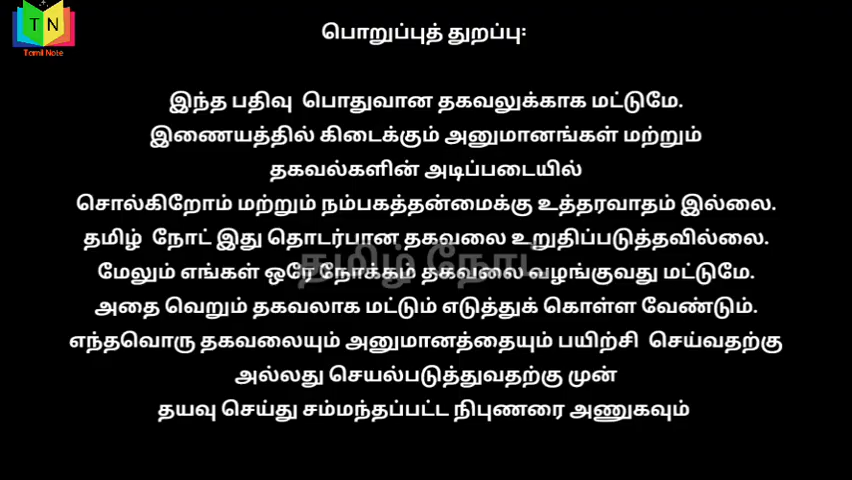 TN
Tamil Note
பொறுப்புத் துறப்பு:
இந்த பதிவு பொதுவான தகவலுக்காக மட்டுமே.
இணையத்தில் கிடைக்கும் அனுமானங்கள் மற்றும்
தகவல்களின் அடிப்படையில்
சொல்கிறோம் மற்றும் நம்பகத்தன்மைக்கு உத்தரவாதம் இல்லை.
தமிழ் நோட் இது தொடர்பான தகவலை உறுதிப்படுத்தவில்லை.
தமிழ் நோட்
மேலும் எங்கள் ஒரே நோக்கம் தகவலை வழங்குவது மட்டுமே.
அதை வெறும் தகவலாக மட்டும் எடுத்துக் கொள்ள வேண்டும்.
எந்தவொரு தகவலையும் அனுமானத்தையும் பயிற்சி செய்வதற்கு
அல்லது செயல்படுத்துவதற்கு முன்
தயவு செய்து சம்மந்தப்பட்ட நிபுணரை அணுகவும்